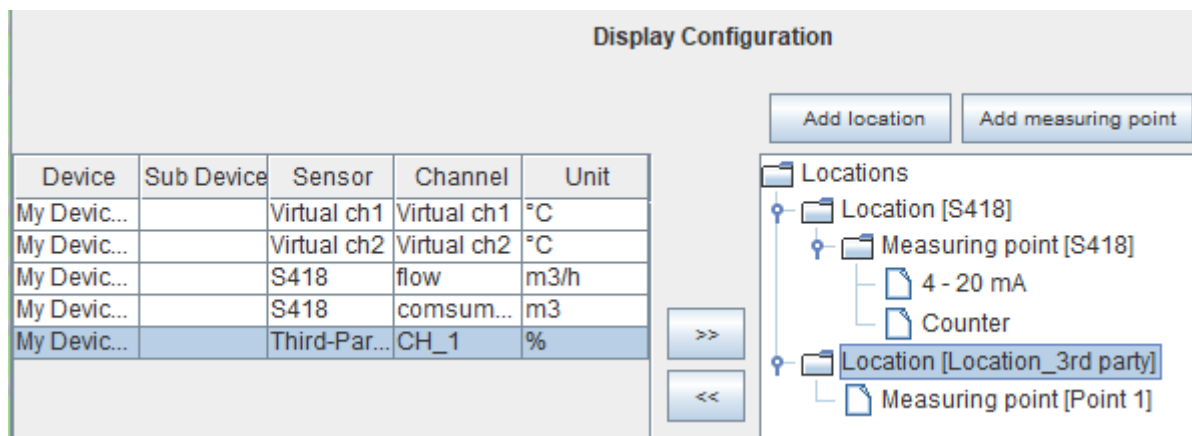 Display Configuration
Add location Add measuring point
Device Sub Device Sensor Channel Unit
My Devic... Virtual ch1 Virtual ch1 °C
My Devic... Virtual ch2 Virtual ch2 °C
My Devic... S418 flow m3/h
My Devic... S418 comsum... m3
My Devic... Third-Par... CH_1 %
>>
<<
Locations
Location [S418]
Measuring point [S418]
4 - 20 mA
Counter
Location [Location_3rd party]
Measuring point [Point 1]